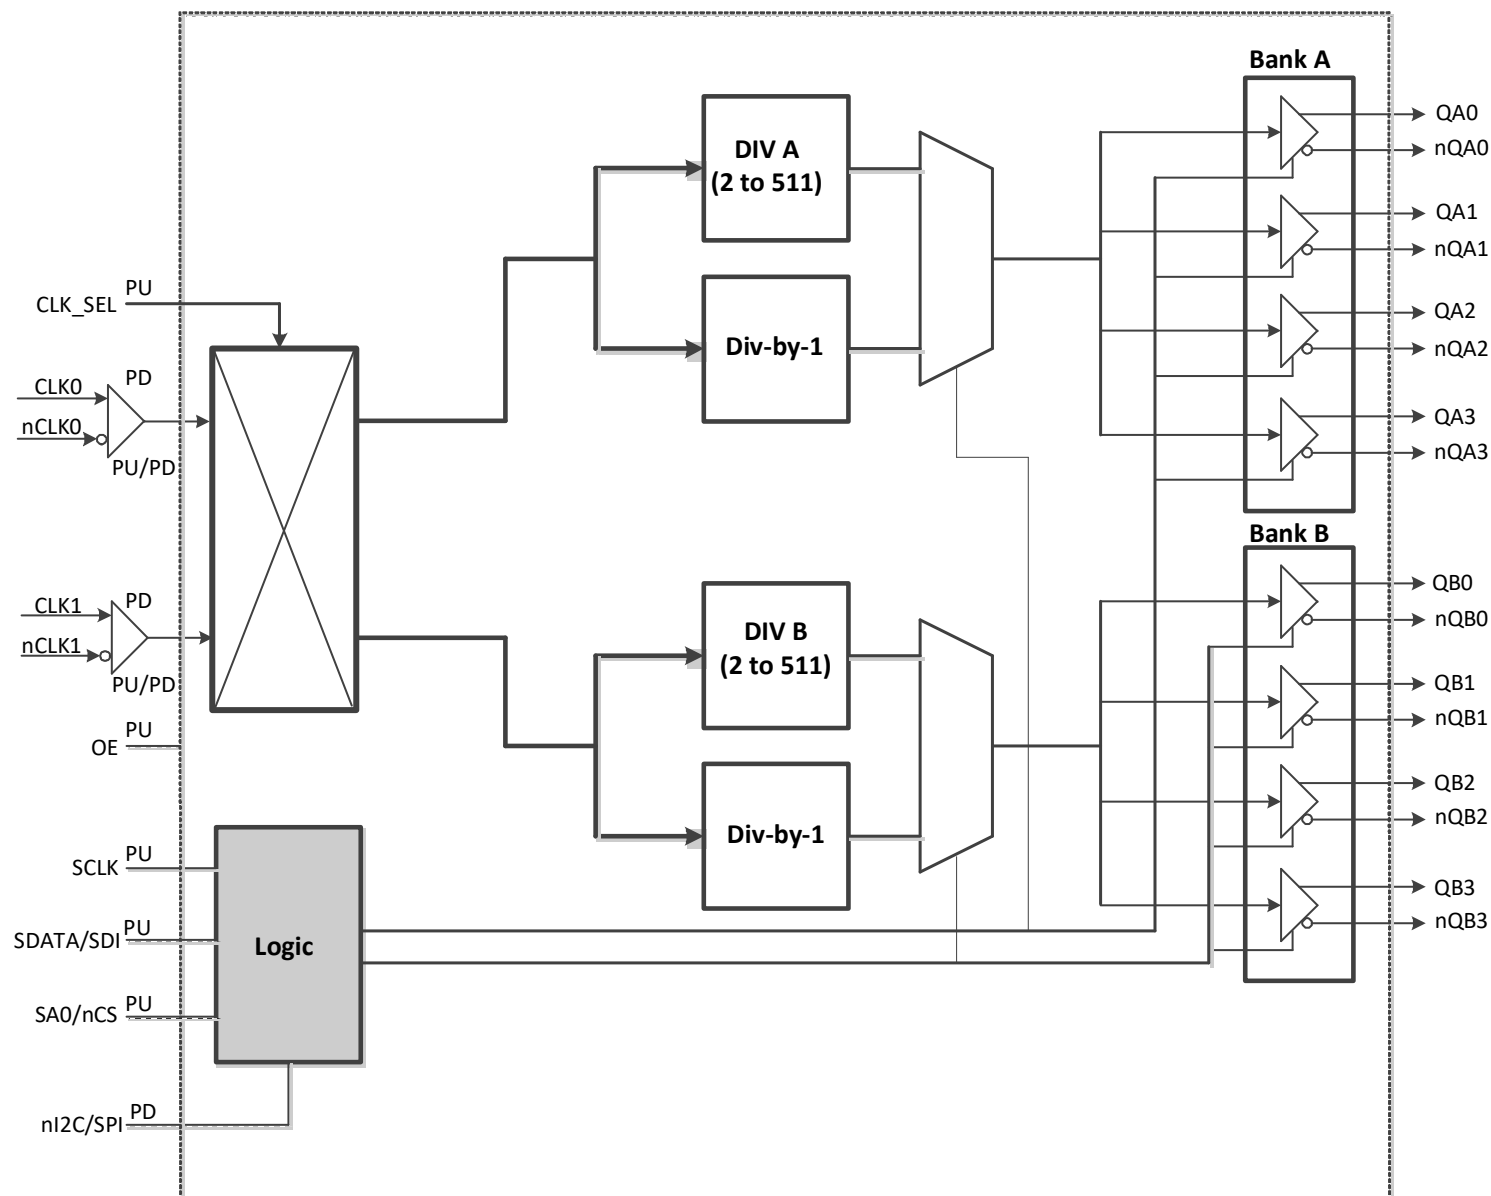 Bank A
QA0
nQA0
DIV A
(2 to 511)
QA1
nQA1
PU
CLK_SEL
QA2
nQA2
Div-by-1
CLK0
PD
nCLK0
PU/PD
QA3
nQA3
Bank B
QB0
nQB0
CLK1
PD
nCLK1
PU/PD
DIV B
(2 to 511)
QB1
nQB1
PU
OE
QB2
nQB2
Div-by-1
PU
SCLK
QB3
nQB3
SDATA/SDI
PU
Logic
PU
SA0/nCS
PD
nI2C/SPI